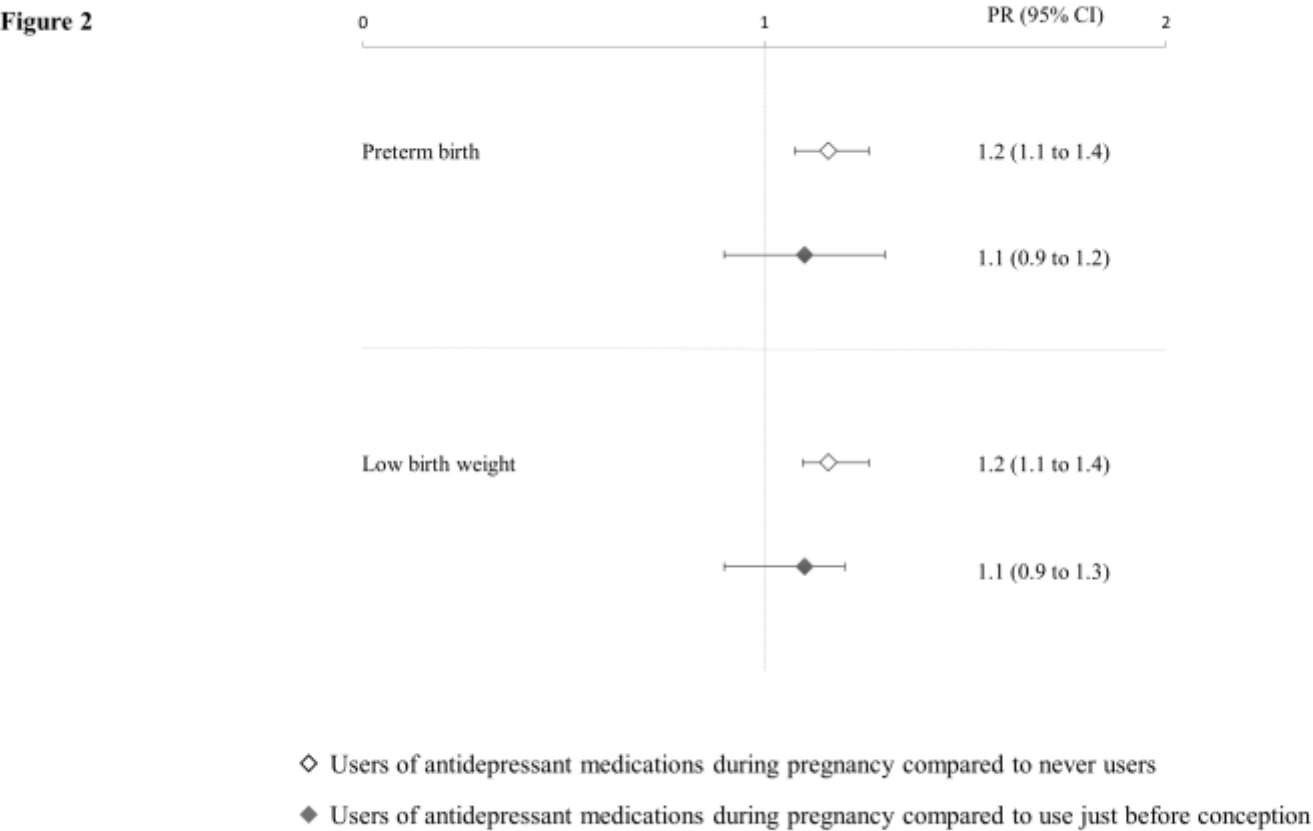 Figure 2
0 1 PR (95% CI) 2
Preterm birth 1.2 (1.1 to 1.4)
1.1 (0.9 to 1.2)
Low birth weight 1.2 (1.1 to 1.4)
1.1 (0.9 to 1.3)
Users of antidepressant medications during pregnancy compared to never users
Users of antidepressant medications during pregnancy compared to use just before conception